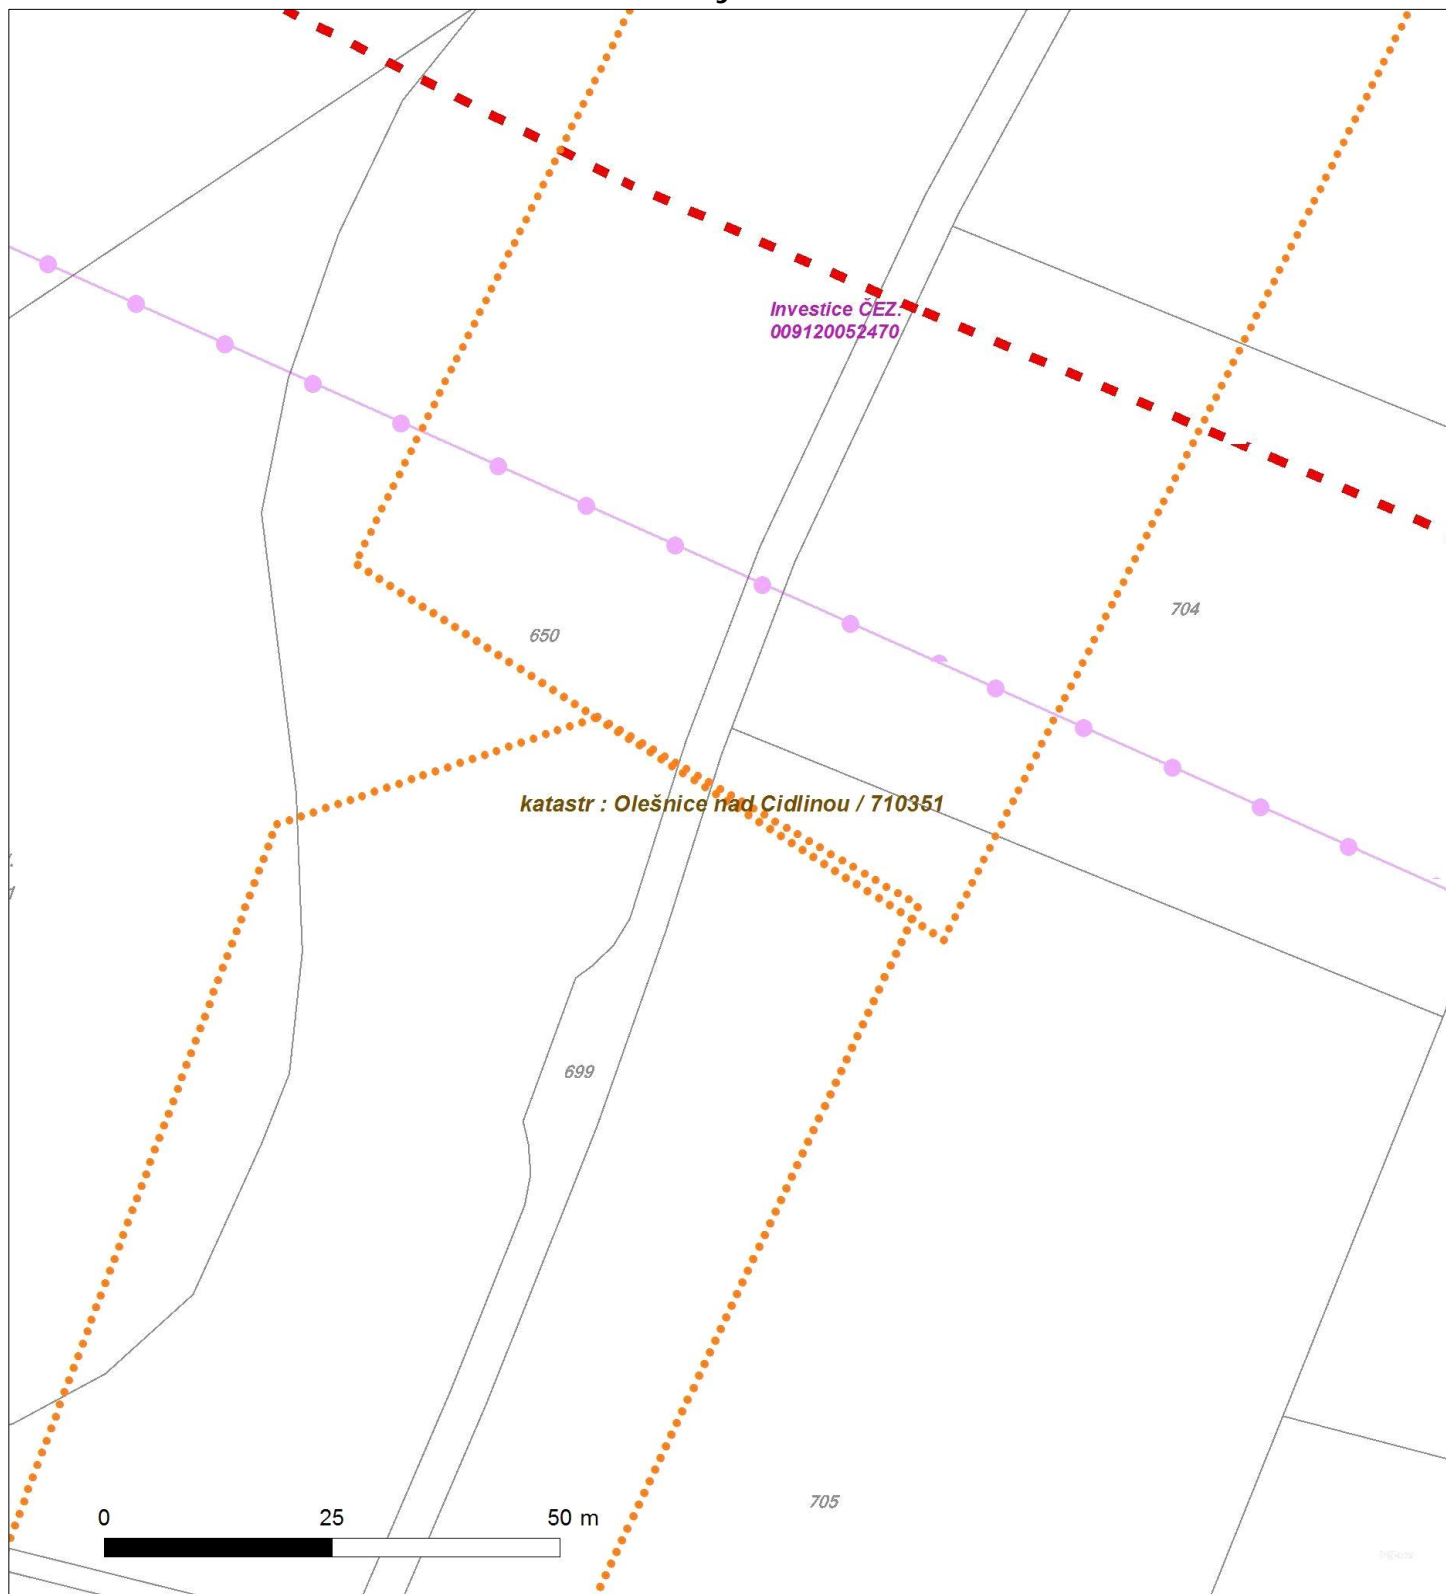 Investice ČEZ:
009120052470
704
650
katastr : Olešnice nad Cidlinou / 710351
699
705
0 25 50 m